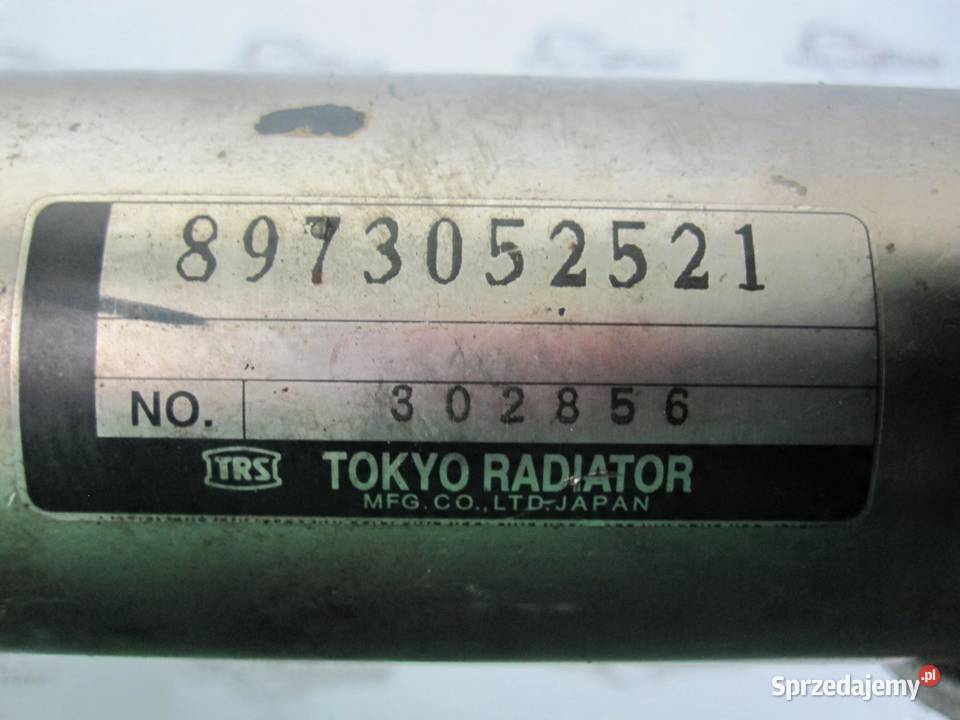 8973052521
NO. 302856
TRS TOKYO RADIATOR
MFG.CO.,LTD.JAPAN
Sprzedajemy.pl